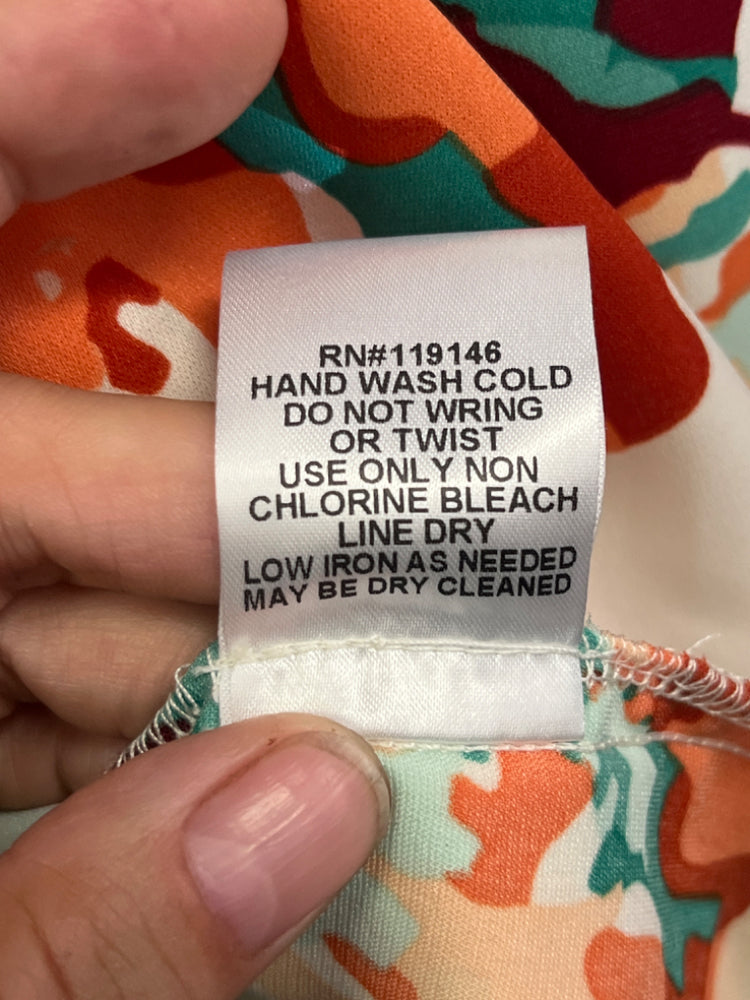 RN#119146
HAND WASH COLD
DO NOT WRING
OR TWIST
USE ONLY NON
CHLORINE BLEACH
LINE DRY
LOW IRON AS NEEDED
MAY BE DRY CLEANED